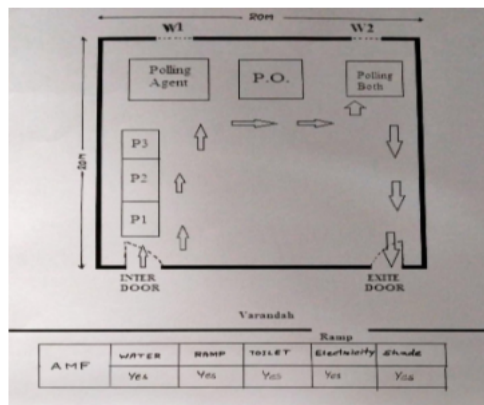 20m
W1 W2
Polling
Agent
P.O.
Polling
Both
P3
P2
P1
INTER
DOOR
EXITE
DOOR
Varandah
Ramp
AMF WATER RAMP TOILET Electricity Shade
Yes Yes Yes Yes Yes